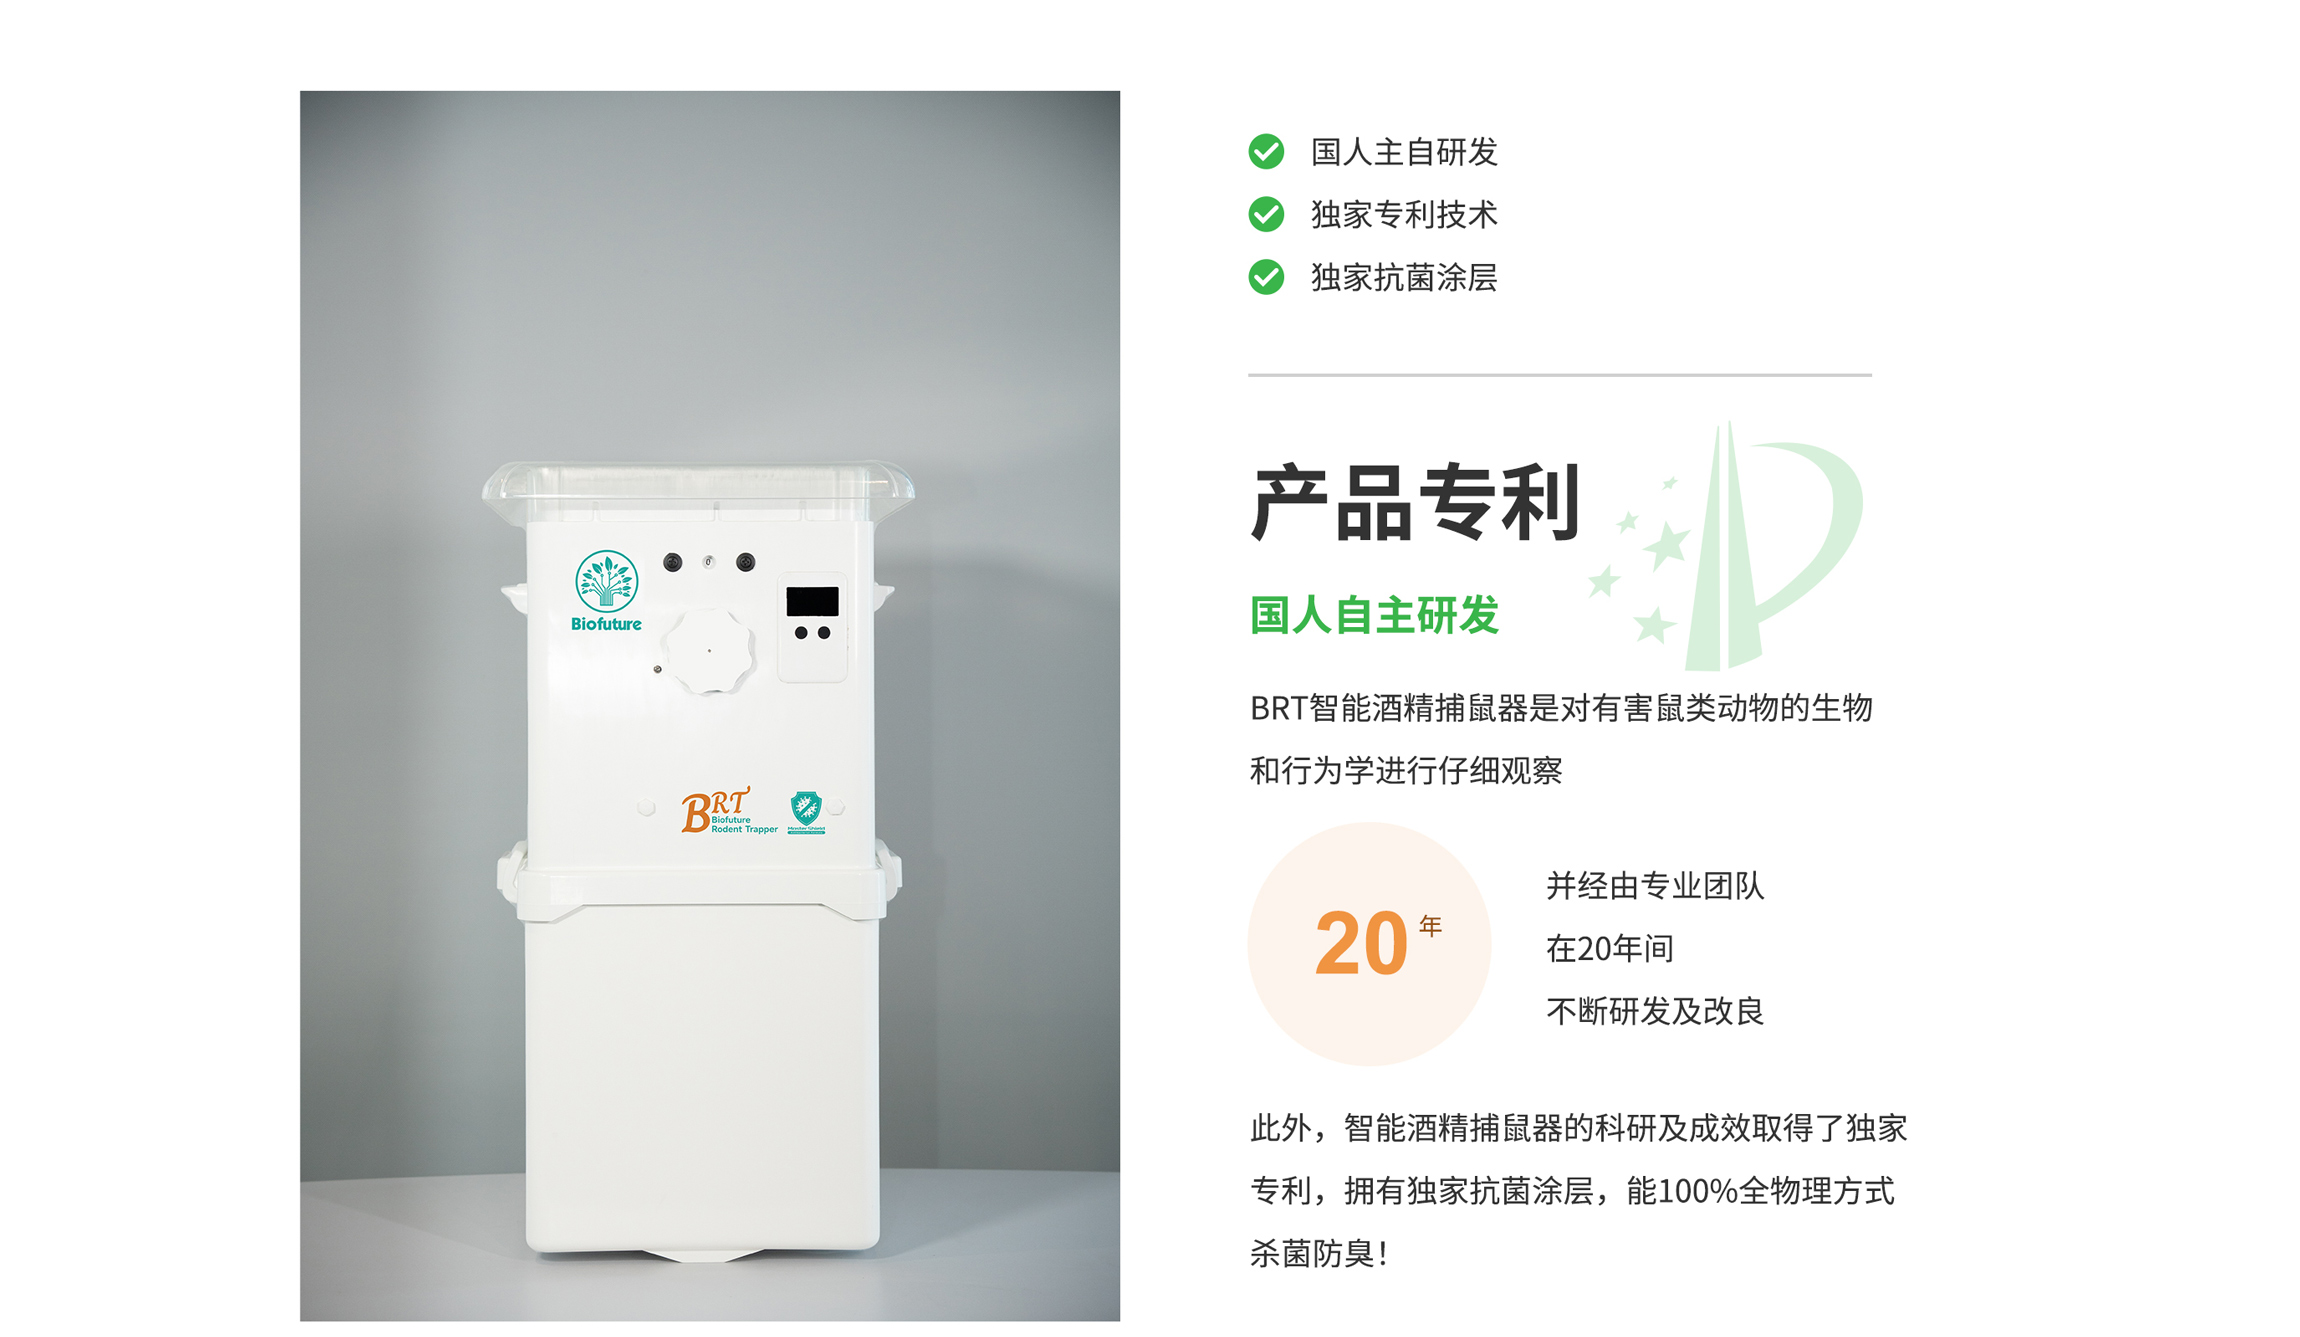 国人主自研发
独家专利技术
独家抗菌涂层
产品专利
国人自主研发
BRT智能酒精捕鼠器是对有害鼠类动物的生物
和行为学进行仔细观察
20年
并经由专业团队
在20年间
不断研发及改良
此外，智能酒精捕鼠器的科研及成效取得了独家
专利，拥有独家抗菌涂层，能100%全物理方式
杀菌防臭！
Biofuture
BRT
Biofuture
Rodent Trapper